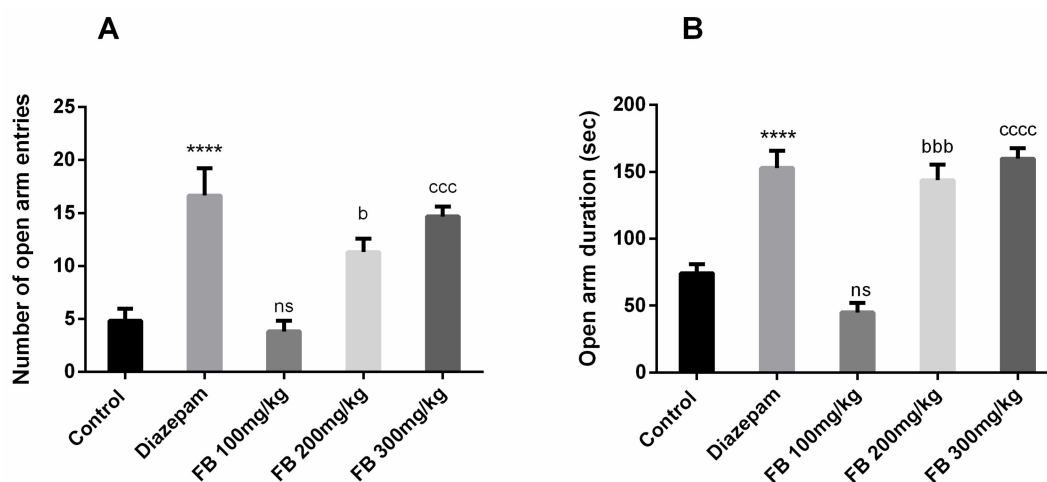 A
Number of open arm entries
25
20
15
10
5
0
****
ns
b
ccc
Control
Diazepam
FB 100mg/kg
FB 200mg/kg
FB 300mg/kg
B
Open arm duration (sec)
200
150
100
50
0
****
ns
bbb
cccc
Control
Diazepam
FB 100mg/kg
FB 200mg/kg
FB 300mg/kg